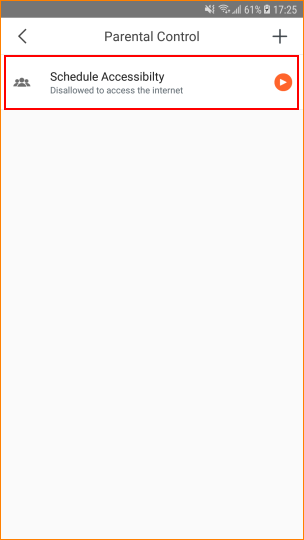 61% 17:25
Parental Control
Schedule Accessibilty
Disallowed to access the internet